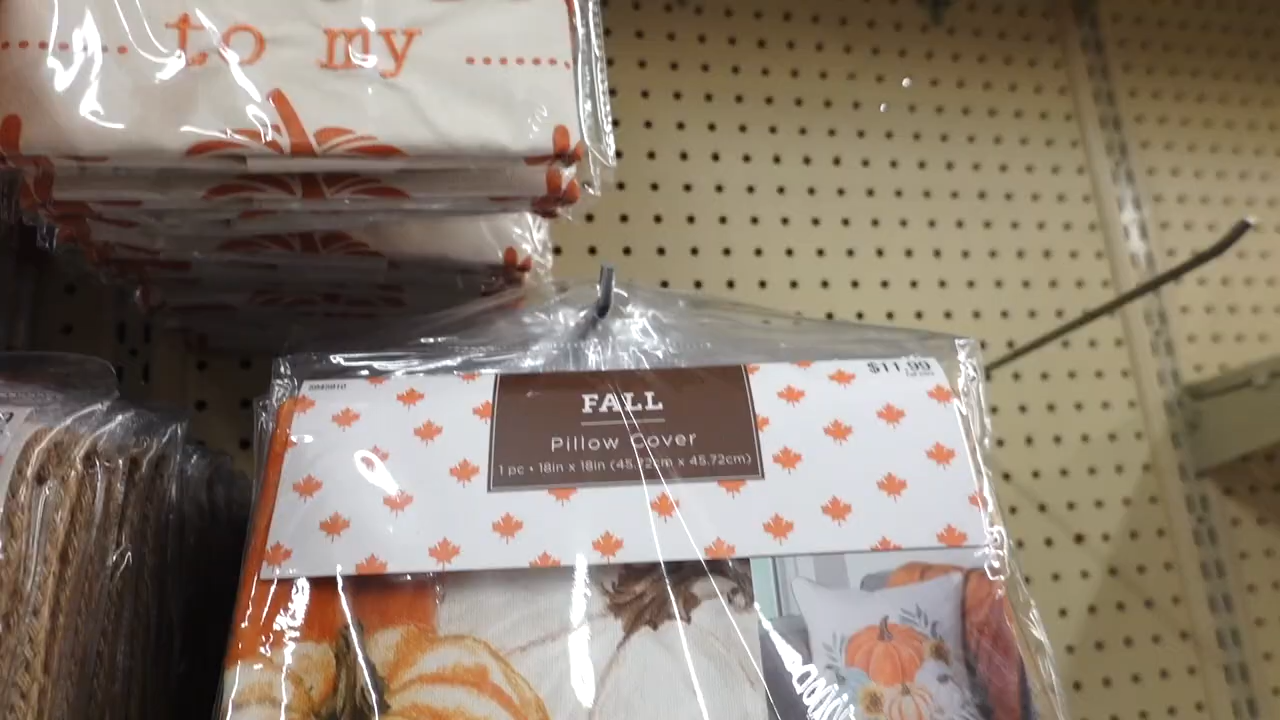 to my
$11.99
FALL
Pillow Cover
1 pc • 18in x 18in (45.72cm x 45.72cm)